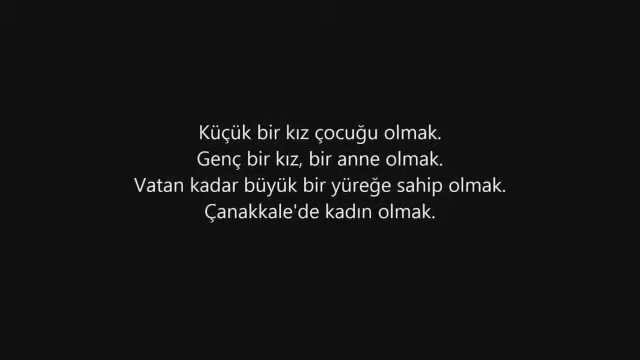 Küçük bir kız çocuğu olmak.
Genç bir kız, bir anne olmak.
Vatan kadar büyük bir yüreğe sahip olmak.
Çanakkale'de kadın olmak.